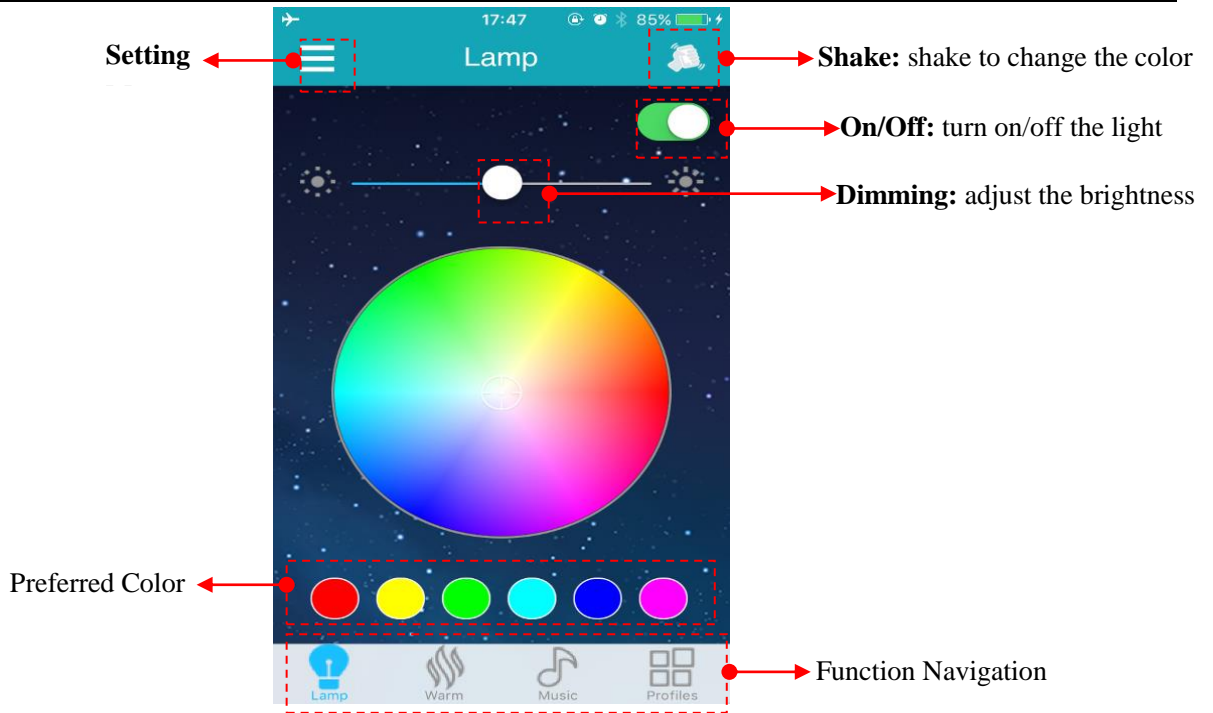 17:47 85%
Setting
Lamp
Shake: shake to change the color
On/Off: turn on/off the light
Dimming: adjust the brightness
Preferred Color
Function Navigation
Lamp Warm Music Profiles